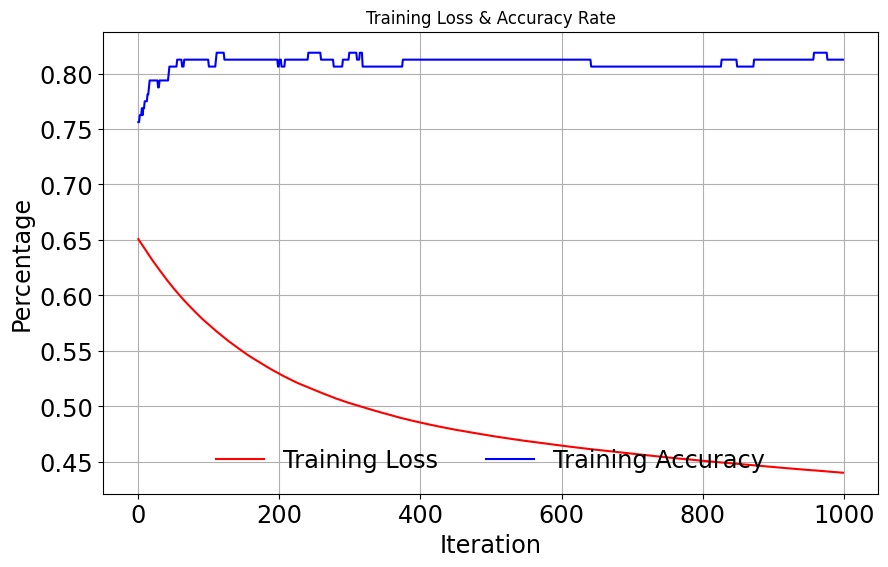 Training Loss & Accuracy Rate
Percentage
0.80
0.75
0.70
0.65
0.60
0.55
0.50
0.45
Training Loss Training Accuracy
0 200 400 600 800 1000
Iteration